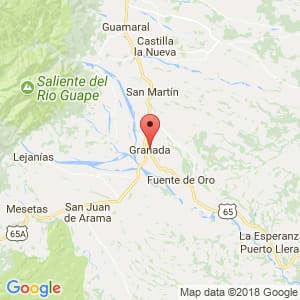 Guamaral
Castilla
la Nueva
Saliente del
Rio Guape
San Martín
Granada
Lejanías
Fuente de Oro
Mesetas
San Juan
de Arama
65
65A
La Esperanza
Puerto Llera
Google
Map data ©2018 Google